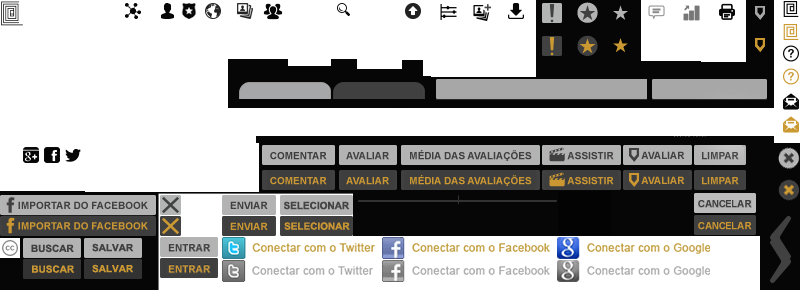 COMENTAR AVALIAR MÉDIA DAS AVALIAÇÕES ASSISTIR AVALIAR LIMPAR
COMENTAR AVALIAR MÉDIA DAS AVALIAÇÕES ASSISTIR AVALIAR LIMPAR
IMPORTAR DO FACEBOOK ENVIAR SELECIONAR CANCELAR
IMPORTAR DO FACEBOOK ENVIAR SELECIONAR CANCELAR
cc BUSCAR SALVAR ENTRAR Conectar com o Twitter Conectar com o Facebook Conectar com o Google
BUSCAR SALVAR ENTRAR Conectar com o Twitter Conectar com o Facebook Conectar com o Google